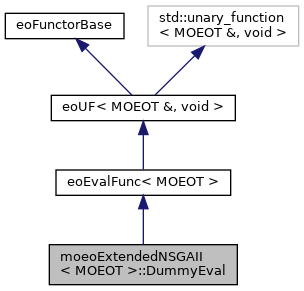 eoFunctorBase
std::unary_function
< MOEOT &, void >
eoUF< MOEOT &, void >
eoEvalFunc< MOEOT >
moeoExtendedNSGAII
< MOEOT >::DummyEval